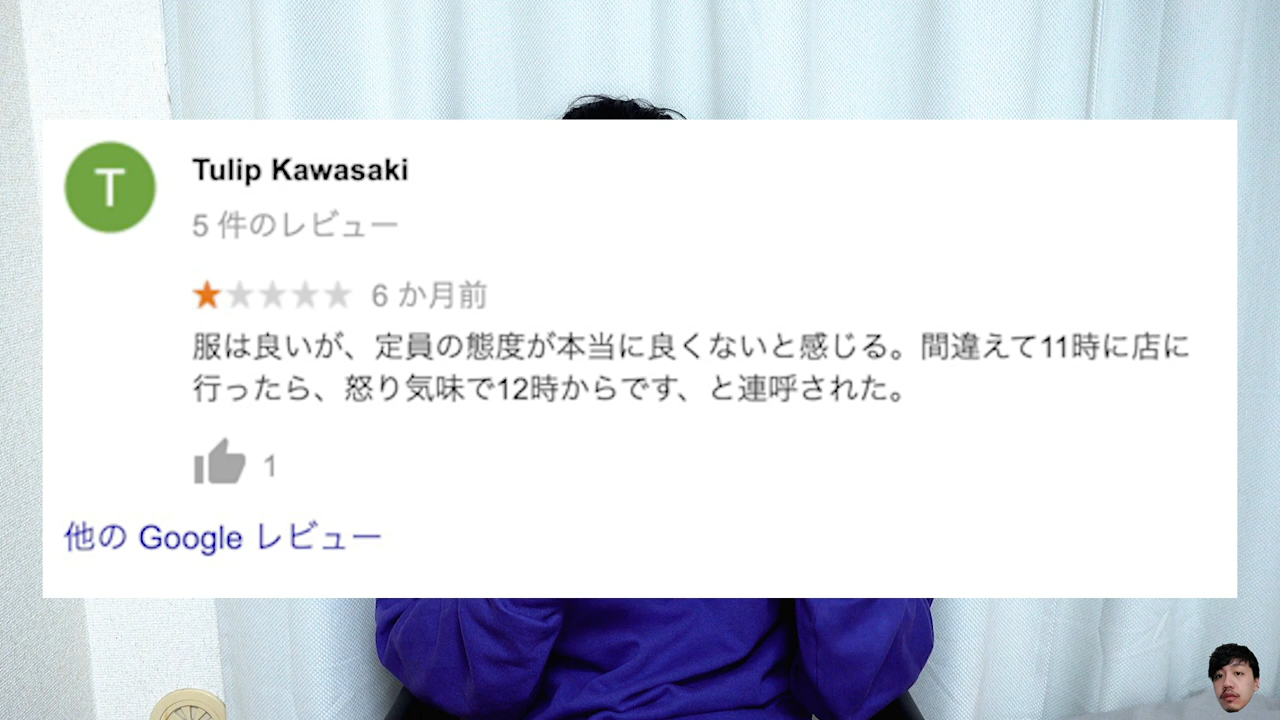 T
Tulip Kawasaki
5 件のレビュー
6 か月前
服は良いが、定員の態度が本当に良くないと感じる。間違えて11時に店に
行ったら、怒り気味で12時からです、と連呼された。
1
他の Google レビュー